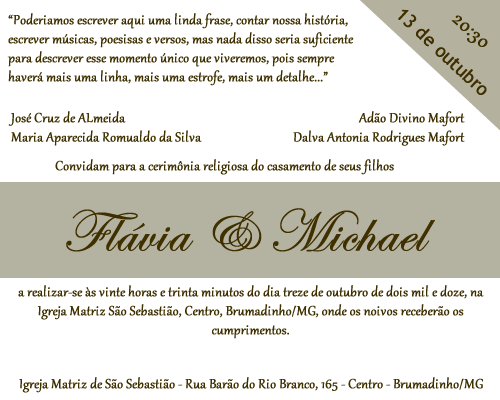 “Poderiamos escrever aqui uma linda frase, contar nossa história,
escrever músicas, poesisas e versos, mas nada disso seria suficiente
para descrever esse momento único que viveremos, pois sempre
haverá mais uma linha, mais uma estrofe, mais um detalhe...”
20:30
13 de outubro
José Cruz de ALmeida
Maria Aparecida Romualdo da Silva
Adão Divino Mafort
Dalva Antonia Rodrigues Mafort
Convidam para a cerimônia religiosa do casamento de seus filhos
Flávia & Michael
a realizar-se às vinte horas e trinta minutos do dia treze de outubro de dois mil e doze, na
Igreja Matriz São Sebastião, Centro, Brumadinho/MG, onde os noivos receberão os
cumprimentos.
Igreja Matriz de São Sebastião - Rua Barão do Rio Branco, 165 - Centro - Brumadinho/MG